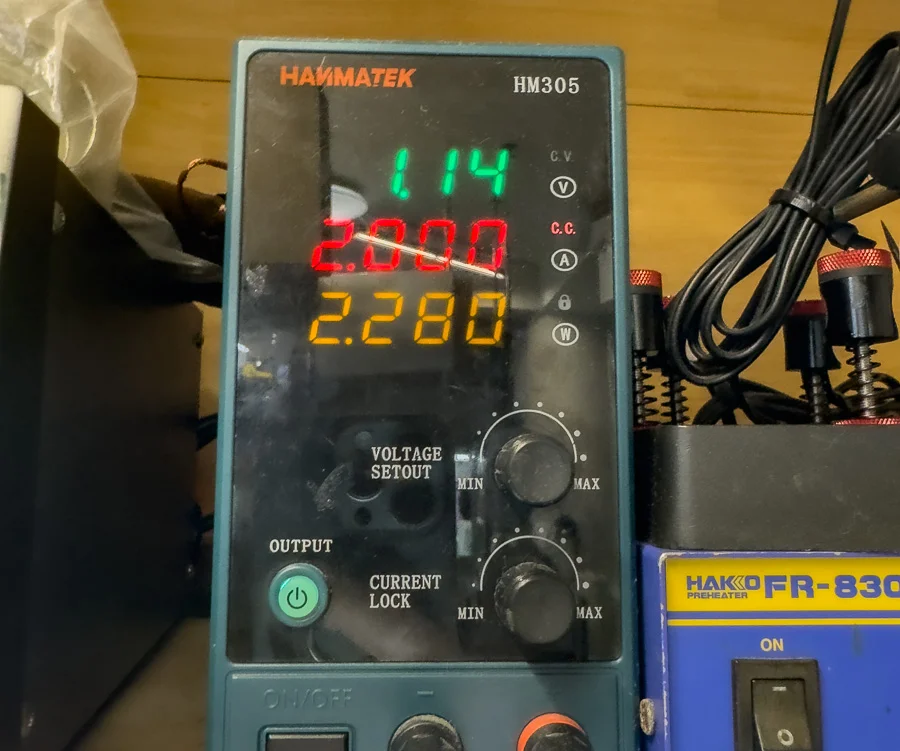 HANMATEK
HM305
C.V.
1.14
V
C.C.
2.000
A
2.280
W
VOLTAGE
SETOUT
MIN
MAX
OUTPUT
CURRENT
LOCK
MIN
MAX
ON/OFF
HAKKO FR-830
PREHEATER
ON